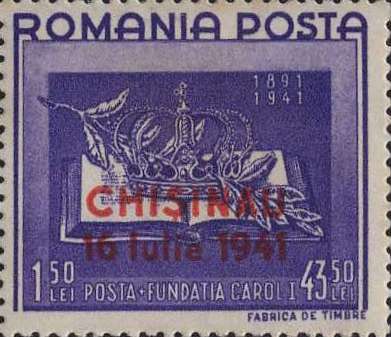 ROMANIA POSTA
1891
1941
CHIȘINĂU
16 Iulie 1941
1.50 LEI POSTA + FUNDATIA CAROL I 43.50 LEI
FABRICA DE TIMBRE